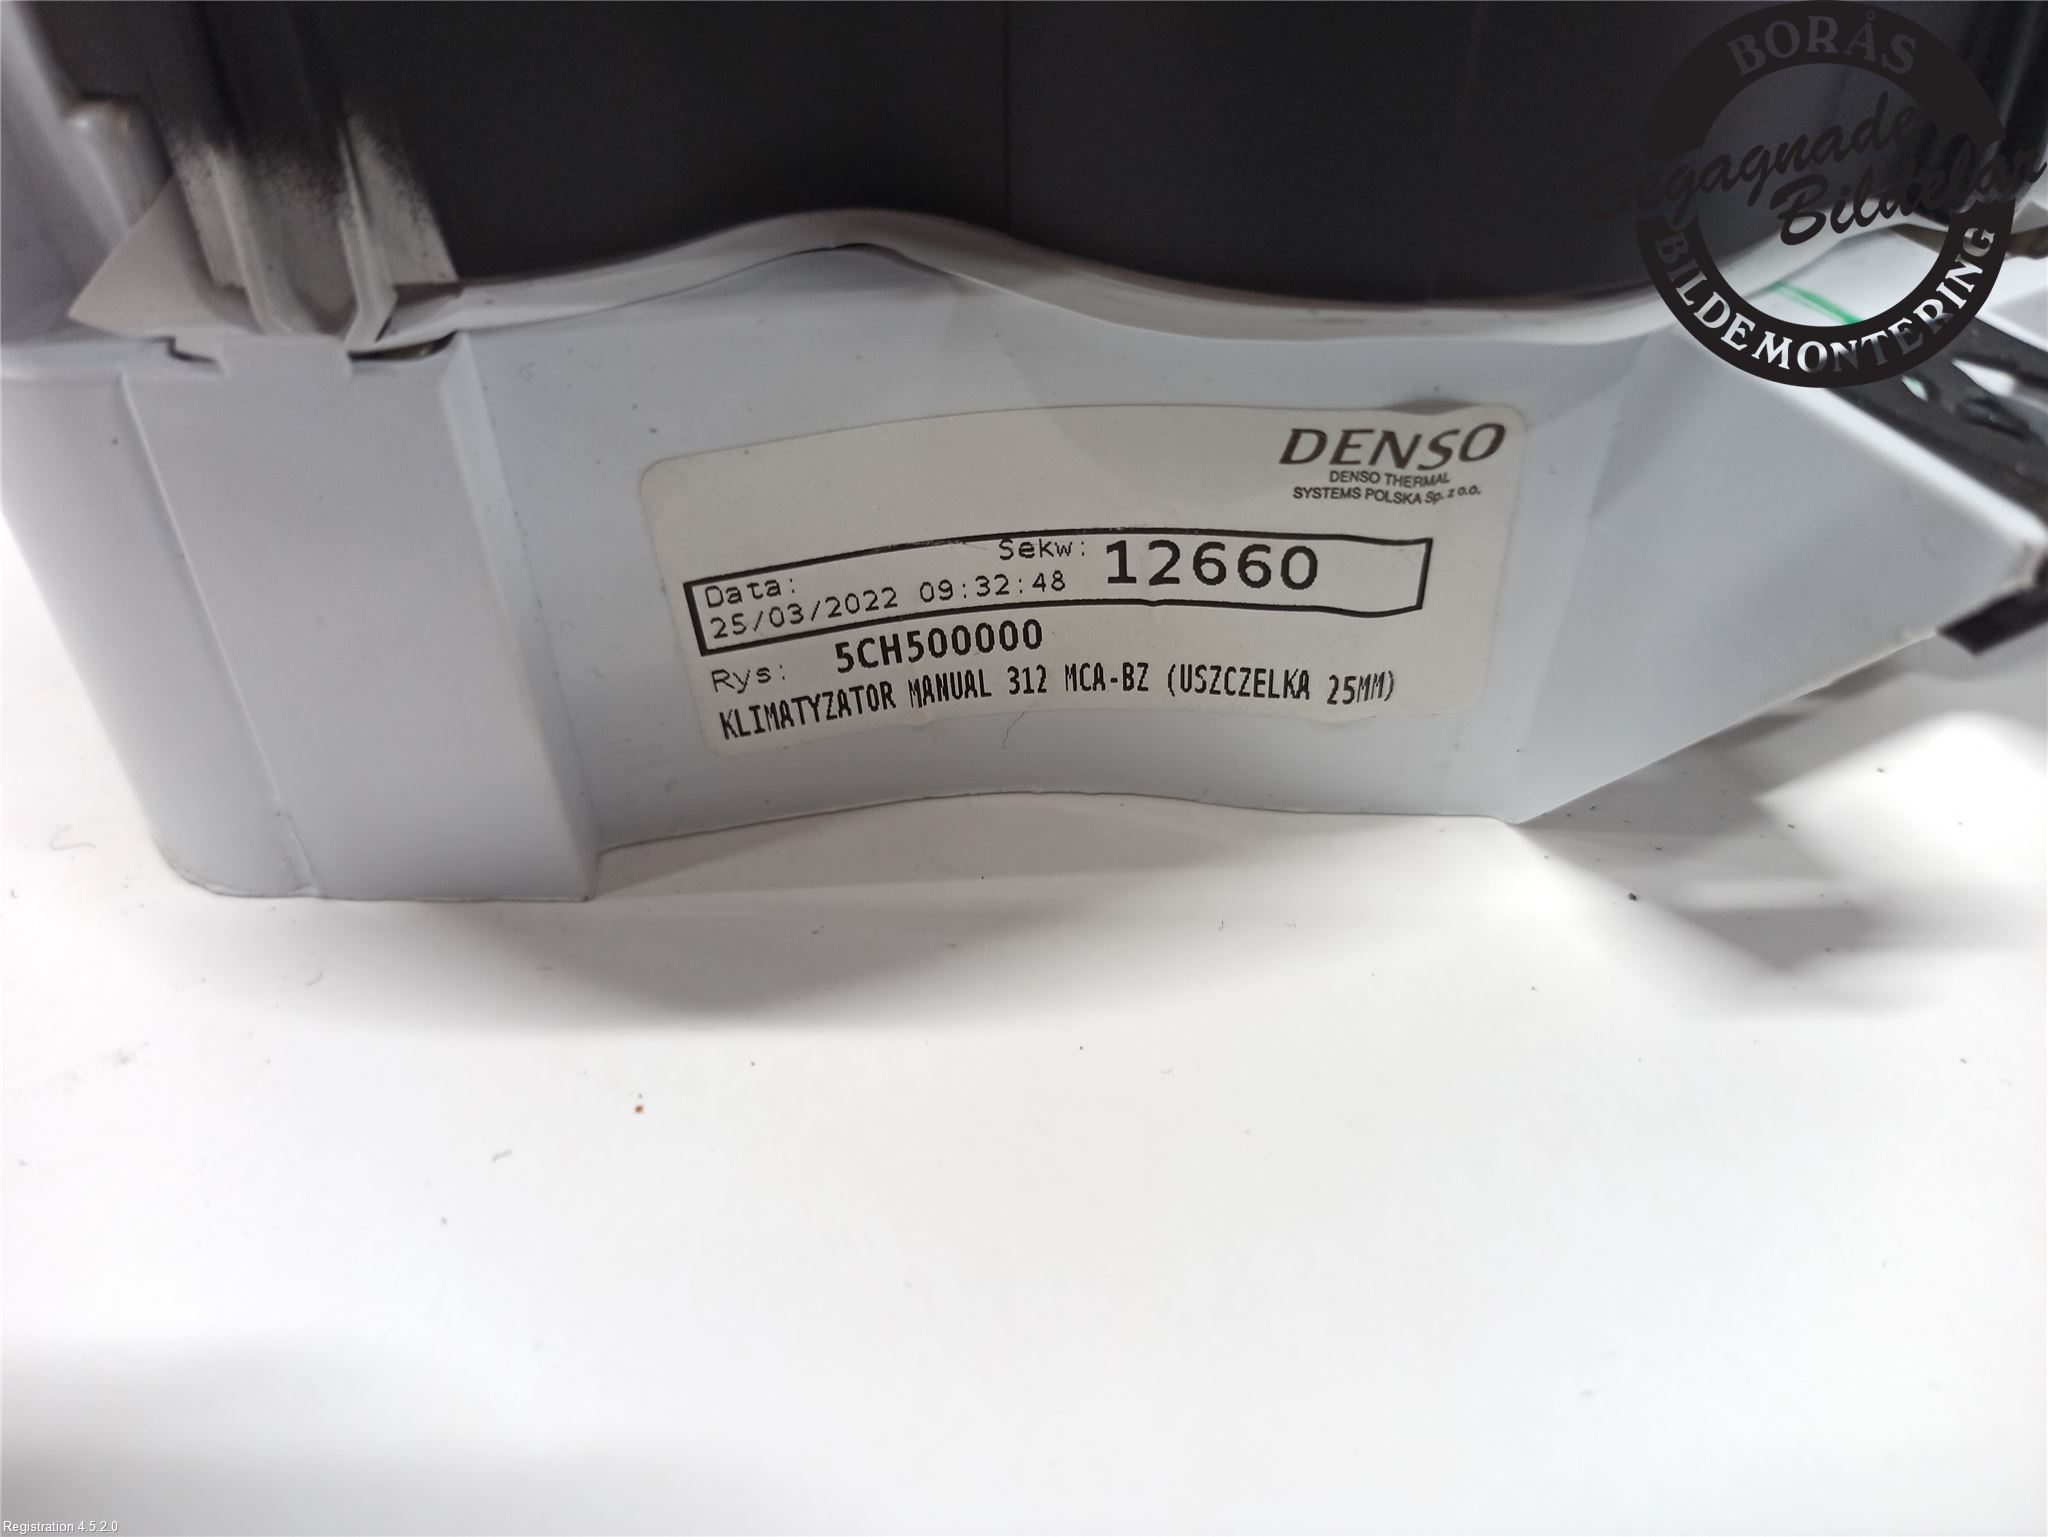 BORÅS
Begagnade
Bildelar
BILDEMONTERING
DENSO
DENSO THERMAL
SYSTEMS POLSKA Sp. z o.o.
Sekw: 12660
Data:
25/03/2022 09:32:48
Rys: 5CH500000
KLIMATYZATOR MANUAL 312 MCA-BZ (USZCZELKA 25MM)
Registration 4.5.2.0